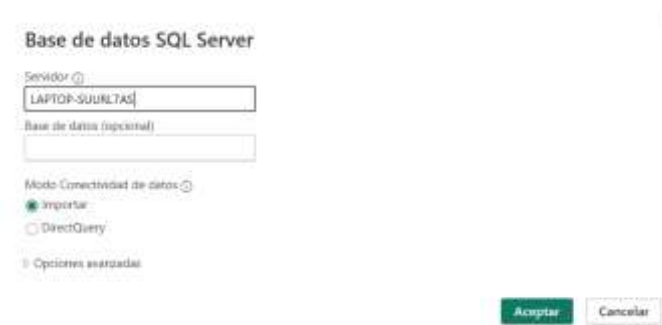 Base de datos SQL Server
Servidor
LAPTOP-SUURL7AS
Base de datos (opcional)
Modo Conectividad de datos
Importar
DirectQuery
Opciones avanzadas
Aceptar Cancelar